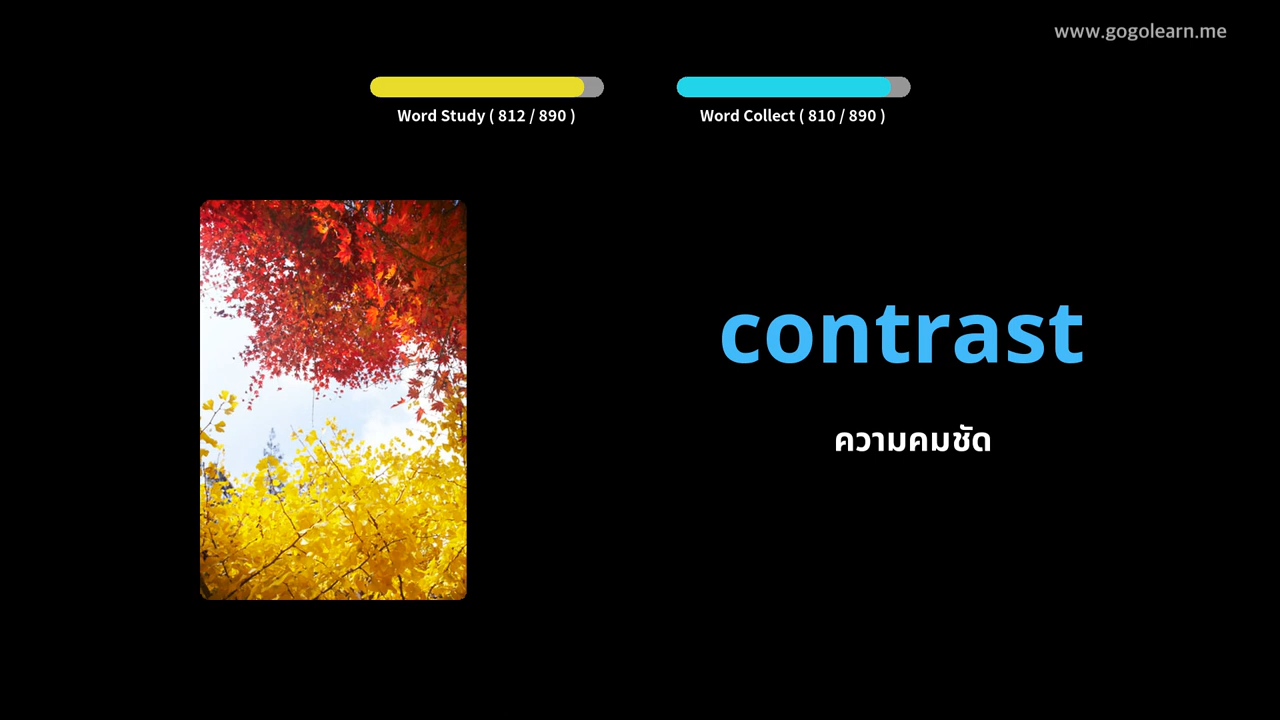 www.gogolearn.me
Word Study ( 812 / 890 )
Word Collect ( 810 / 890 )
contrast
ความคมชัด